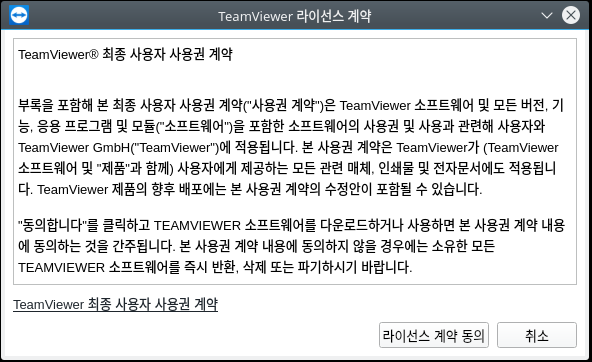 TeamViewer 라이선스 계약
TeamViewer® 최종 사용자 사용권 계약
부록을 포함해 본 최종 사용자 사용권 계약("사용권 계약")은 TeamViewer 소프트웨어 및 모든 버전, 기
능, 응용 프로그램 및 모듈("소프트웨어")을 포함한 소프트웨어의 사용권 및 사용과 관련해 사용자와
TeamViewer GmbH("TeamViewer")에 적용됩니다. 본 사용권 계약은 TeamViewer가 (TeamViewer
소프트웨어 및 "제품"과 함께) 사용자에게 제공하는 모든 관련 매체, 인쇄물 및 전자문서에도 적용됩니
다. TeamViewer 제품의 향후 배포에는 본 사용권 계약의 수정안이 포함될 수 있습니다.
"동의합니다"를 클릭하고 TEAMVIEWER 소프트웨어를 다운로드하거나 사용하면 본 사용권 계약 내용
에 동의하는 것을 간주됩니다. 본 사용권 계약 내용에 동의하지 않을 경우에는 소유한 모든
TEAMVIEWER 소프트웨어를 즉시 반환, 삭제 또는 파기하시기 바랍니다.
TeamViewer 최종 사용자 사용권 계약
라이선스 계약 동의
취소